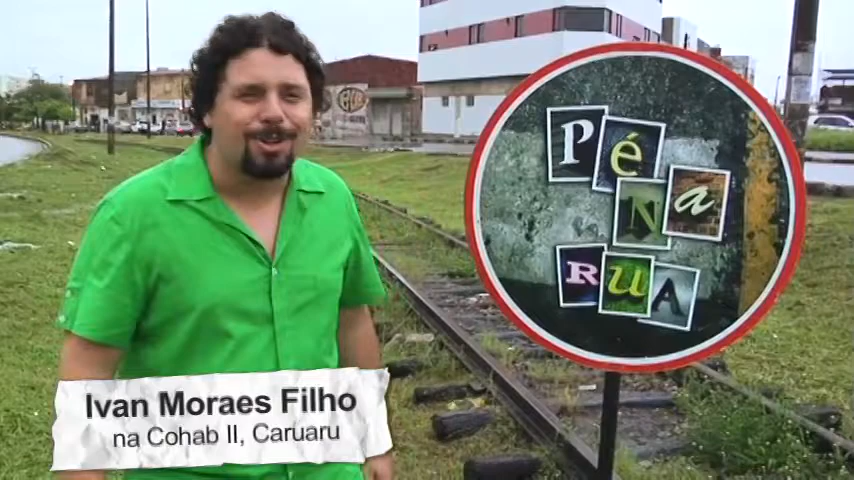 Pé
Na
RUA
Ivan Moraes Filho
na Cohab II, Caruaru